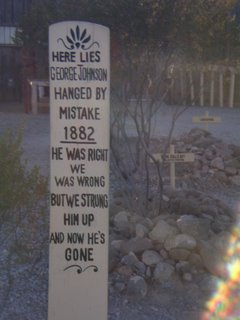 HERE LIES
GEORGE JOHNSON
HANGED BY
MISTAKE
1882
HE WAS RIGHT
WE
WAS WRONG
BUT WE STRUNG
HIM UP
AND NOW HE'S
GONE